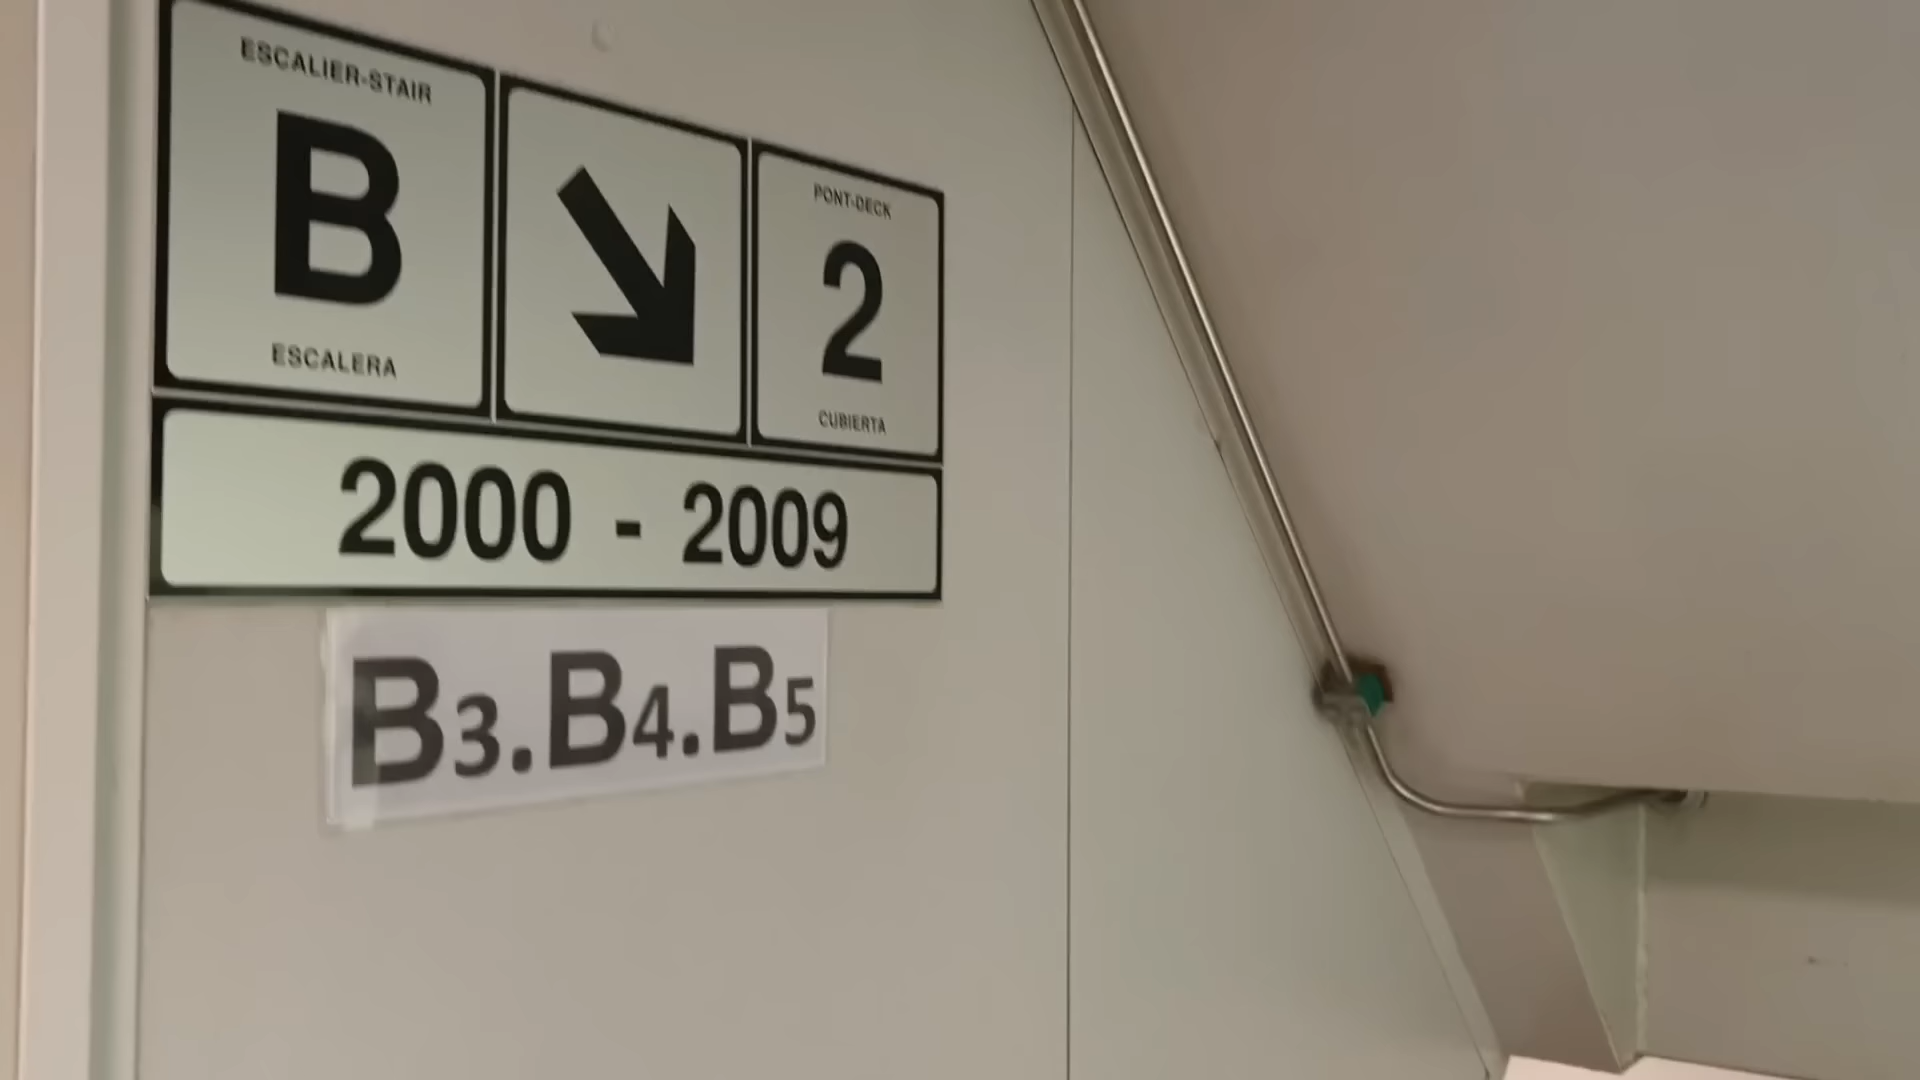 ESCALIER-STAIR
B
ESCALERA
PONT-DECK
2
CUBIERTA
2000 - 2009
B3.B4.B5